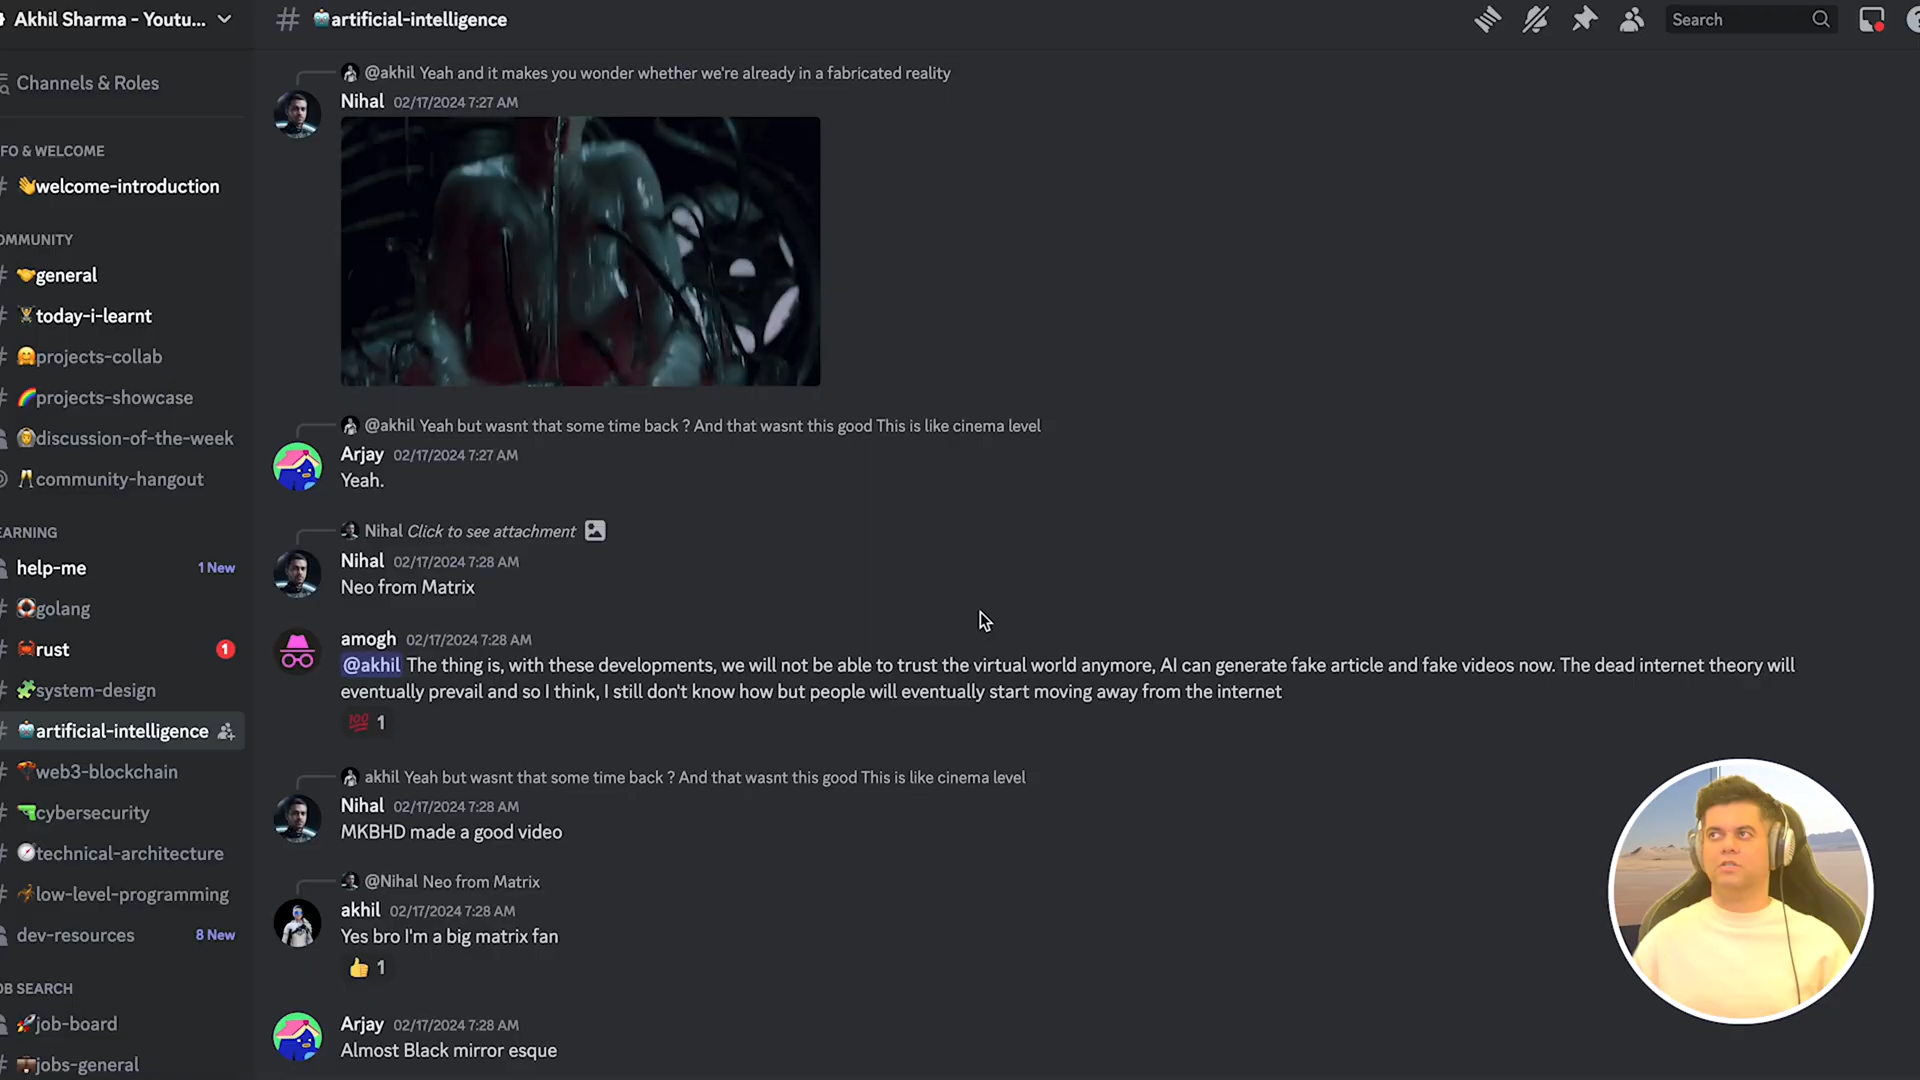 Akhil Sharma - Youtu...
Channels & Roles
FO & WELCOME
# 👋welcome-introduction
OMMUNITY
# 🤝general
# today-i-learnt
# 🤗projects-collab
# 🌈projects-showcase
discussion-of-the-week
🥂community-hangout
EARNING
help-me 1 New
# golang
# 🦀rust 1
# 🧩system-design
# 🤖artificial-intelligence
# 🪂web3-blockchain
# 🔫cybersecurity
# 🧭technical-architecture
# low-level-programming
dev-resources 8 New
OB SEARCH
🚀job-board
# 💼jobs-general
# 🤖artificial-intelligence
Search
@akhil Yeah and it makes you wonder whether we're already in a fabricated reality
Nihal 02/17/2024 7:27 AM
@akhil Yeah but wasnt that some time back ? And that wasnt this good This is like cinema level
Arjay 02/17/2024 7:27 AM
Yeah.
Nihal Click to see attachment
Nihal 02/17/2024 7:28 AM
Neo from Matrix
amogh 02/17/2024 7:28 AM
@akhil The thing is, with these developments, we will not be able to trust the virtual world anymore, AI can generate fake article and fake videos now. The dead internet theory will
eventually prevail and so I think, I still don't know how but people will eventually start moving away from the internet
💯 1
akhil Yeah but wasnt that some time back ? And that wasnt this good This is like cinema level
Nihal 02/17/2024 7:28 AM
MKBHD made a good video
@Nihal Neo from Matrix
akhil 02/17/2024 7:28 AM
Yes bro I'm a big matrix fan
👍 1
Arjay 02/17/2024 7:28 AM
Almost Black mirror esque